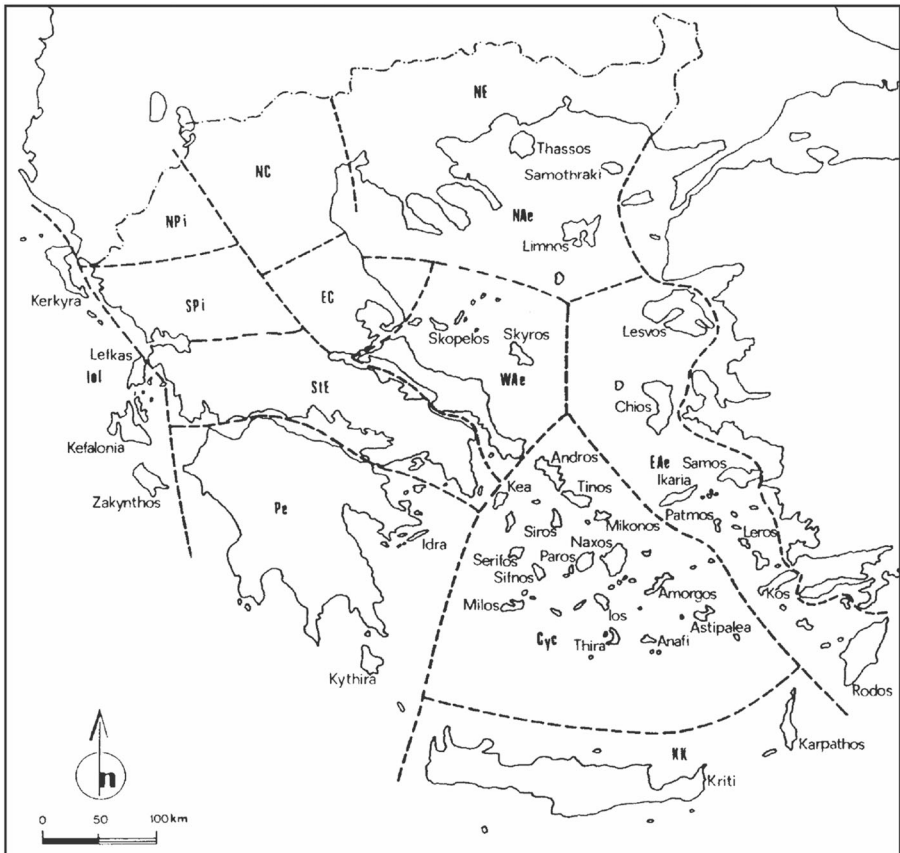 NE
Thassos
Samothraki
NC
NPi
NAe
Limnos
Kerkyra
SPi
EC
Skopelos
Skyros
Lesvos
Lefkas
IoI
StE
WAe
Chios
Kefalonia
Andros
EAe
Samos
Ikaria
Zakynthos
Kea
Tinos
Pe
Patmos
Leros
Siros
Mikonos
Idra
Naxos
Serifos
Paros
Sifnos
Amorgos
Kos
Milos
Ios
Astipalea
Cyc
Thira
Anafi
Kythira
Rodos
Karpathos
KK
Kriti
n
0 50 100 km